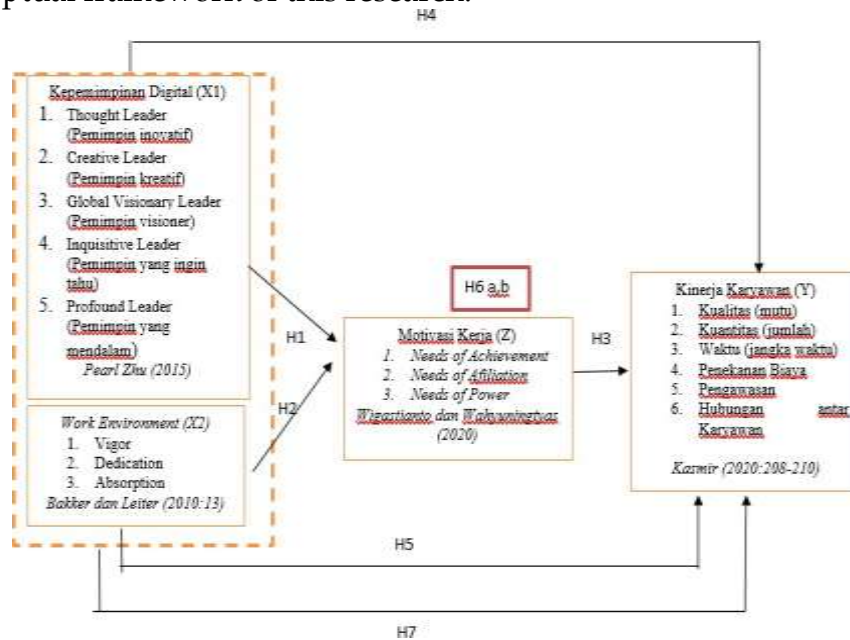 ptual framework of this research.
H4
Kepemimpinan Digital (X1)
1. Thought Leader
(Pemimpin inovatif)
2. Creative Leader
(Pemimpin kreatif)
3. Global Visionary Leader
(Pemimpin visioner)
4. Inquisitive Leader
(Pemimpin yang ingin
tahu)
5. Profound Leader
(Pemimpin yang
mendalam)
Pearl Zhu (2015)
H1
H2
Work Environment (X2)
1. Vigor
2. Dedication
3. Absorption
Bakker dan Leiter (2010:13)
H6 a,b
Motivasi Kerja (Z)
1. Needs of Achievement
2. Needs of Afiliation
3. Needs of Power
Wigastianto dan Wahyuningtyas
(2020)
H3
Kinerja Karyawan (Y)
1. Kualitas (mutu)
2. Kuantitas (jumlah)
3. Waktu (jangka waktu)
4. Penekanan Biaya
5. Pengawasan
6. Hubungan antar
Karyawan
Kasmir (2020:208-210)
H5
H7